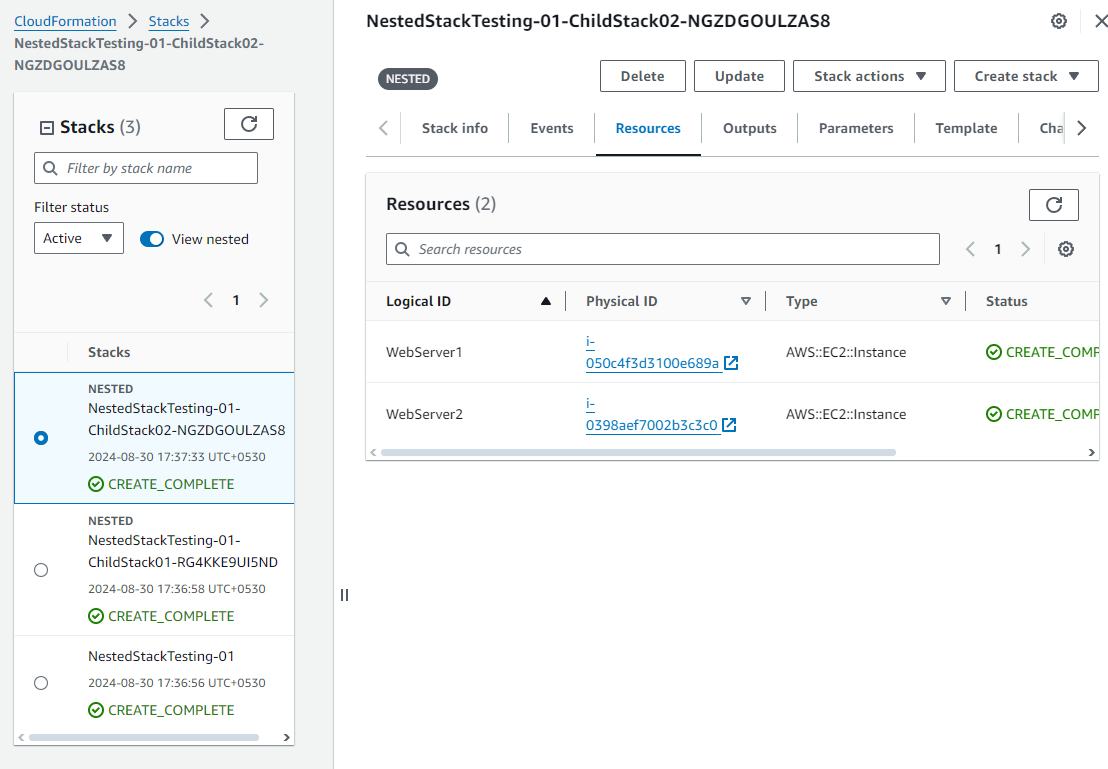 CloudFormation > Stacks >
NestedStackTesting-01-ChildStack02-
NGZDGOULZAS8
Stacks (3)
Filter by stack name
Filter status
Active
View nested
1
Stacks
NESTED
NestedStackTesting-01-
ChildStack02-NGZDGOULZAS8
2024-08-30 17:37:33 UTC+0530
CREATE_COMPLETE
NESTED
NestedStackTesting-01-
ChildStack01-RG4KKE9UI5ND
2024-08-30 17:36:58 UTC+0530
CREATE_COMPLETE
NestedStackTesting-01
2024-08-30 17:36:56 UTC+0530
CREATE_COMPLETE
NestedStackTesting-01-ChildStack02-NGZDGOULZAS8
NESTED
Delete Update Stack actions Create stack
Stack info Events Resources Outputs Parameters Template Cha
Resources (2)
Search resources
1
Logical ID Physical ID Type Status
WebServer1 i-
050c4f3d3100e689a AWS::EC2::Instance CREATE_COMP
WebServer2 i-
0398aef7002b3c3c0 AWS::EC2::Instance CREATE_COMP